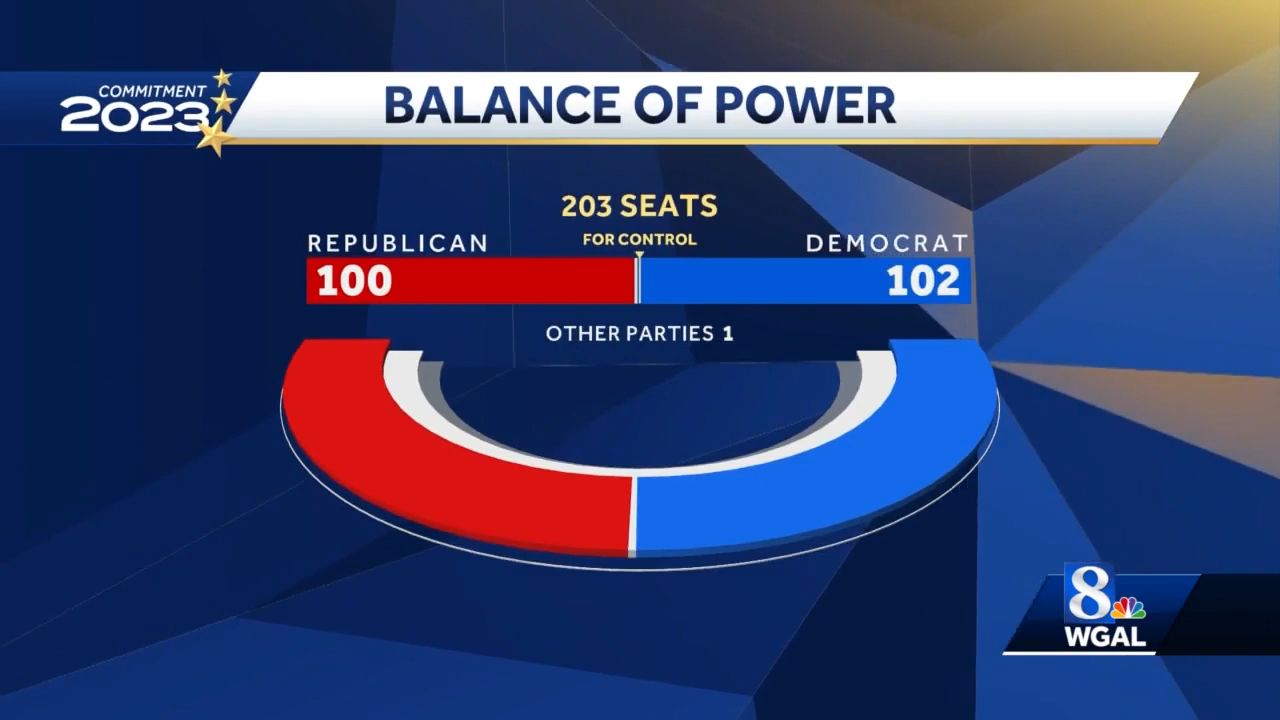 COMMITMENT
2023
BALANCE OF POWER
203 SEATS
FOR CONTROL
REPUBLICAN
DEMOCRAT
100
102
OTHER PARTIES 1
8
WGAL